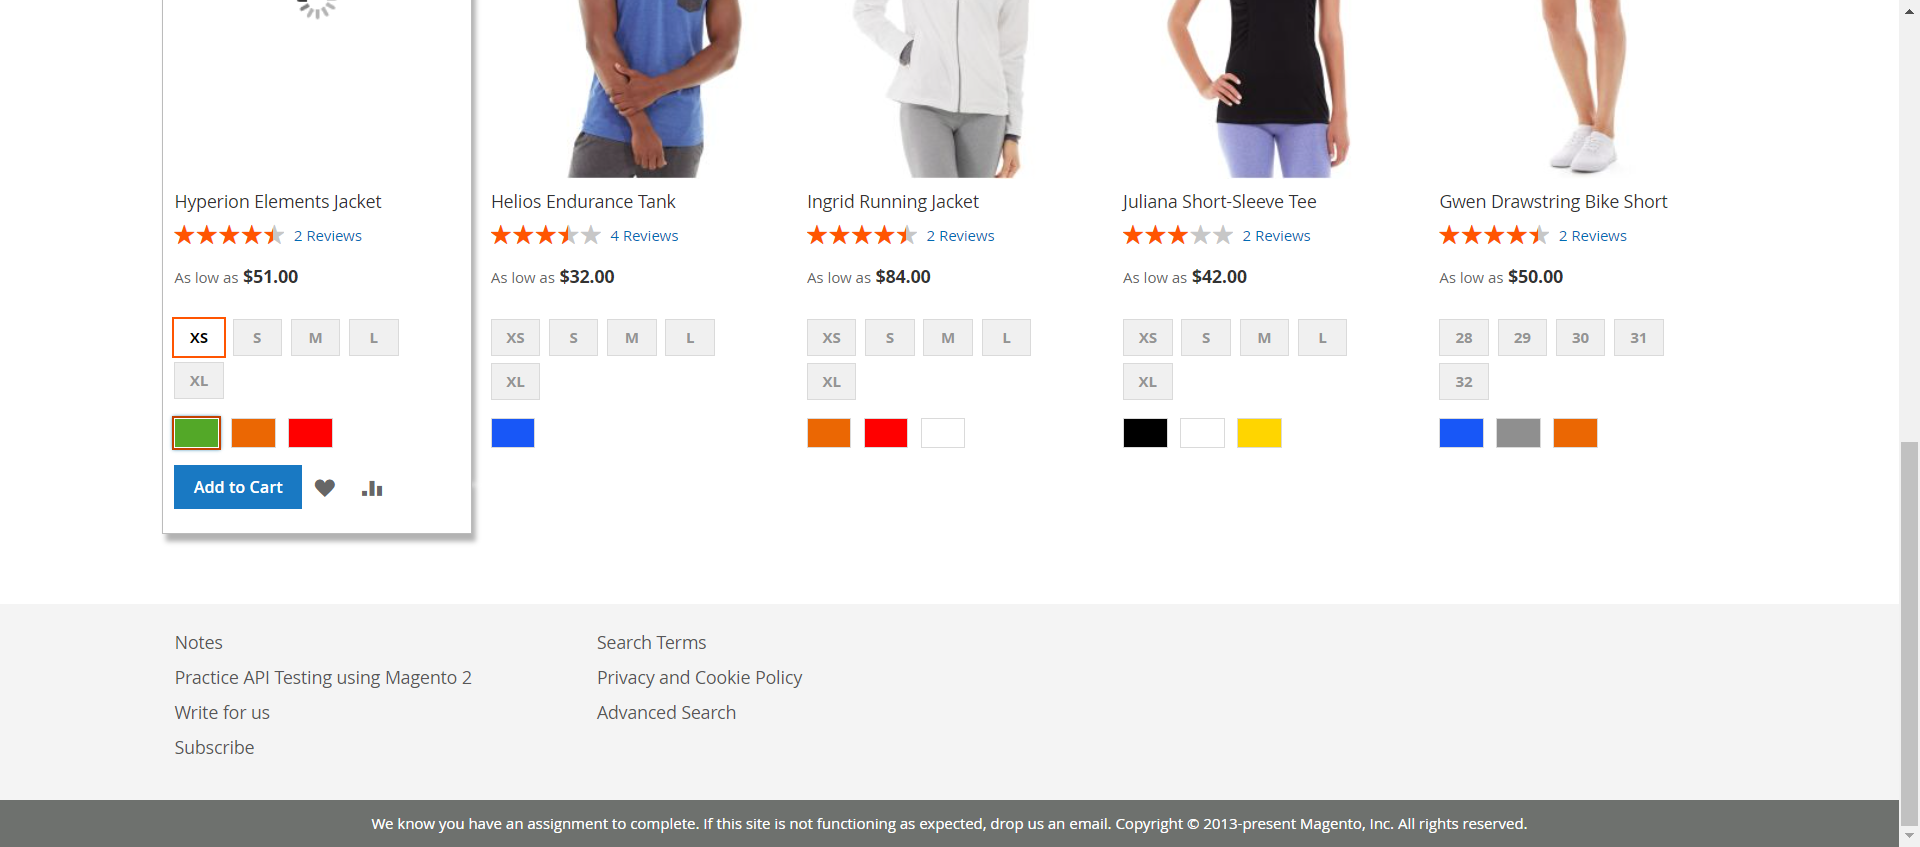 Hyperion Elements Jacket
2 Reviews
As low as $51.00
XS S M L
XL
Add to Cart
Helios Endurance Tank
4 Reviews
As low as $32.00
XS S M L
XL
Ingrid Running Jacket
2 Reviews
As low as $84.00
XS S M L
XL
Juliana Short-Sleeve Tee
2 Reviews
As low as $42.00
XS S M L
XL
Gwen Drawstring Bike Short
2 Reviews
As low as $50.00
28 29 30 31
32
Notes
Practice API Testing using Magento 2
Write for us
Subscribe
Search Terms
Privacy and Cookie Policy
Advanced Search
We know you have an assignment to complete. If this site is not functioning as expected, drop us an email. Copyright © 2013-present Magento, Inc. All rights reserved.